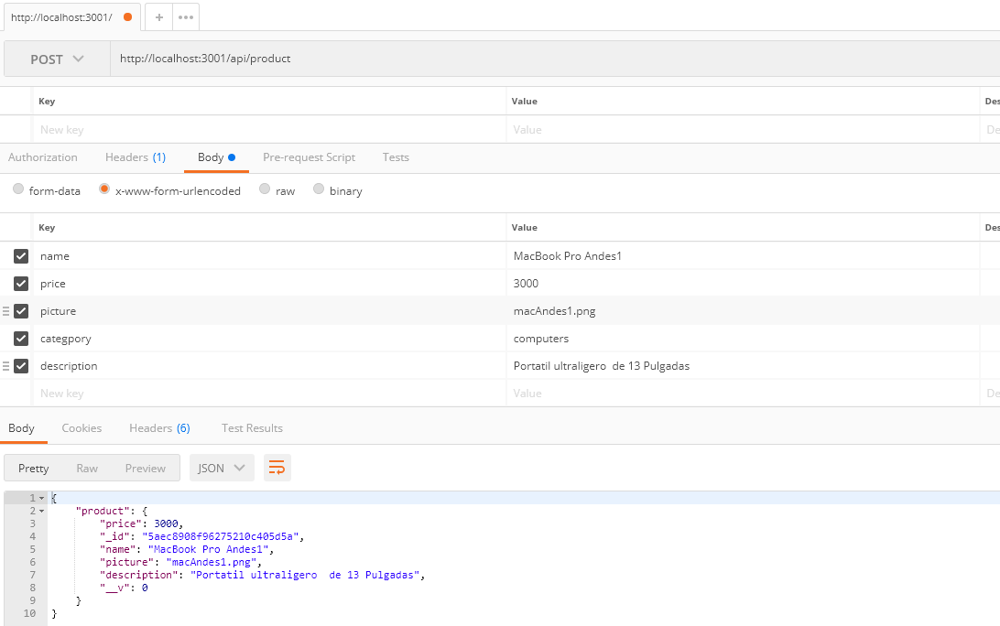 http://localhost:3001/ + •••
POST http://localhost:3001/api/product
Key Value Des
New key Value De
Authorization Headers (1) Body Pre-request Script Tests
form-data x-www-form-urlencoded raw binary
Key Value Des
name MacBook Pro Andes1
price 3000
picture macAndes1.png
categpory computers
description Portatil ultraligero  de 13 Pulgadas
New key Value De
Body Cookies Headers (6) Test Results
Pretty Raw Preview JSON
1 {
2 "product": {
3 "price": 3000,
4 "_id": "5aec8908f96275210c405d5a",
5 "name": "MacBook Pro Andes1",
6 "picture": "macAndes1.png",
7 "description": "Portatil ultraligero  de 13 Pulgadas",
8 "__v": 0
9 }
10 }